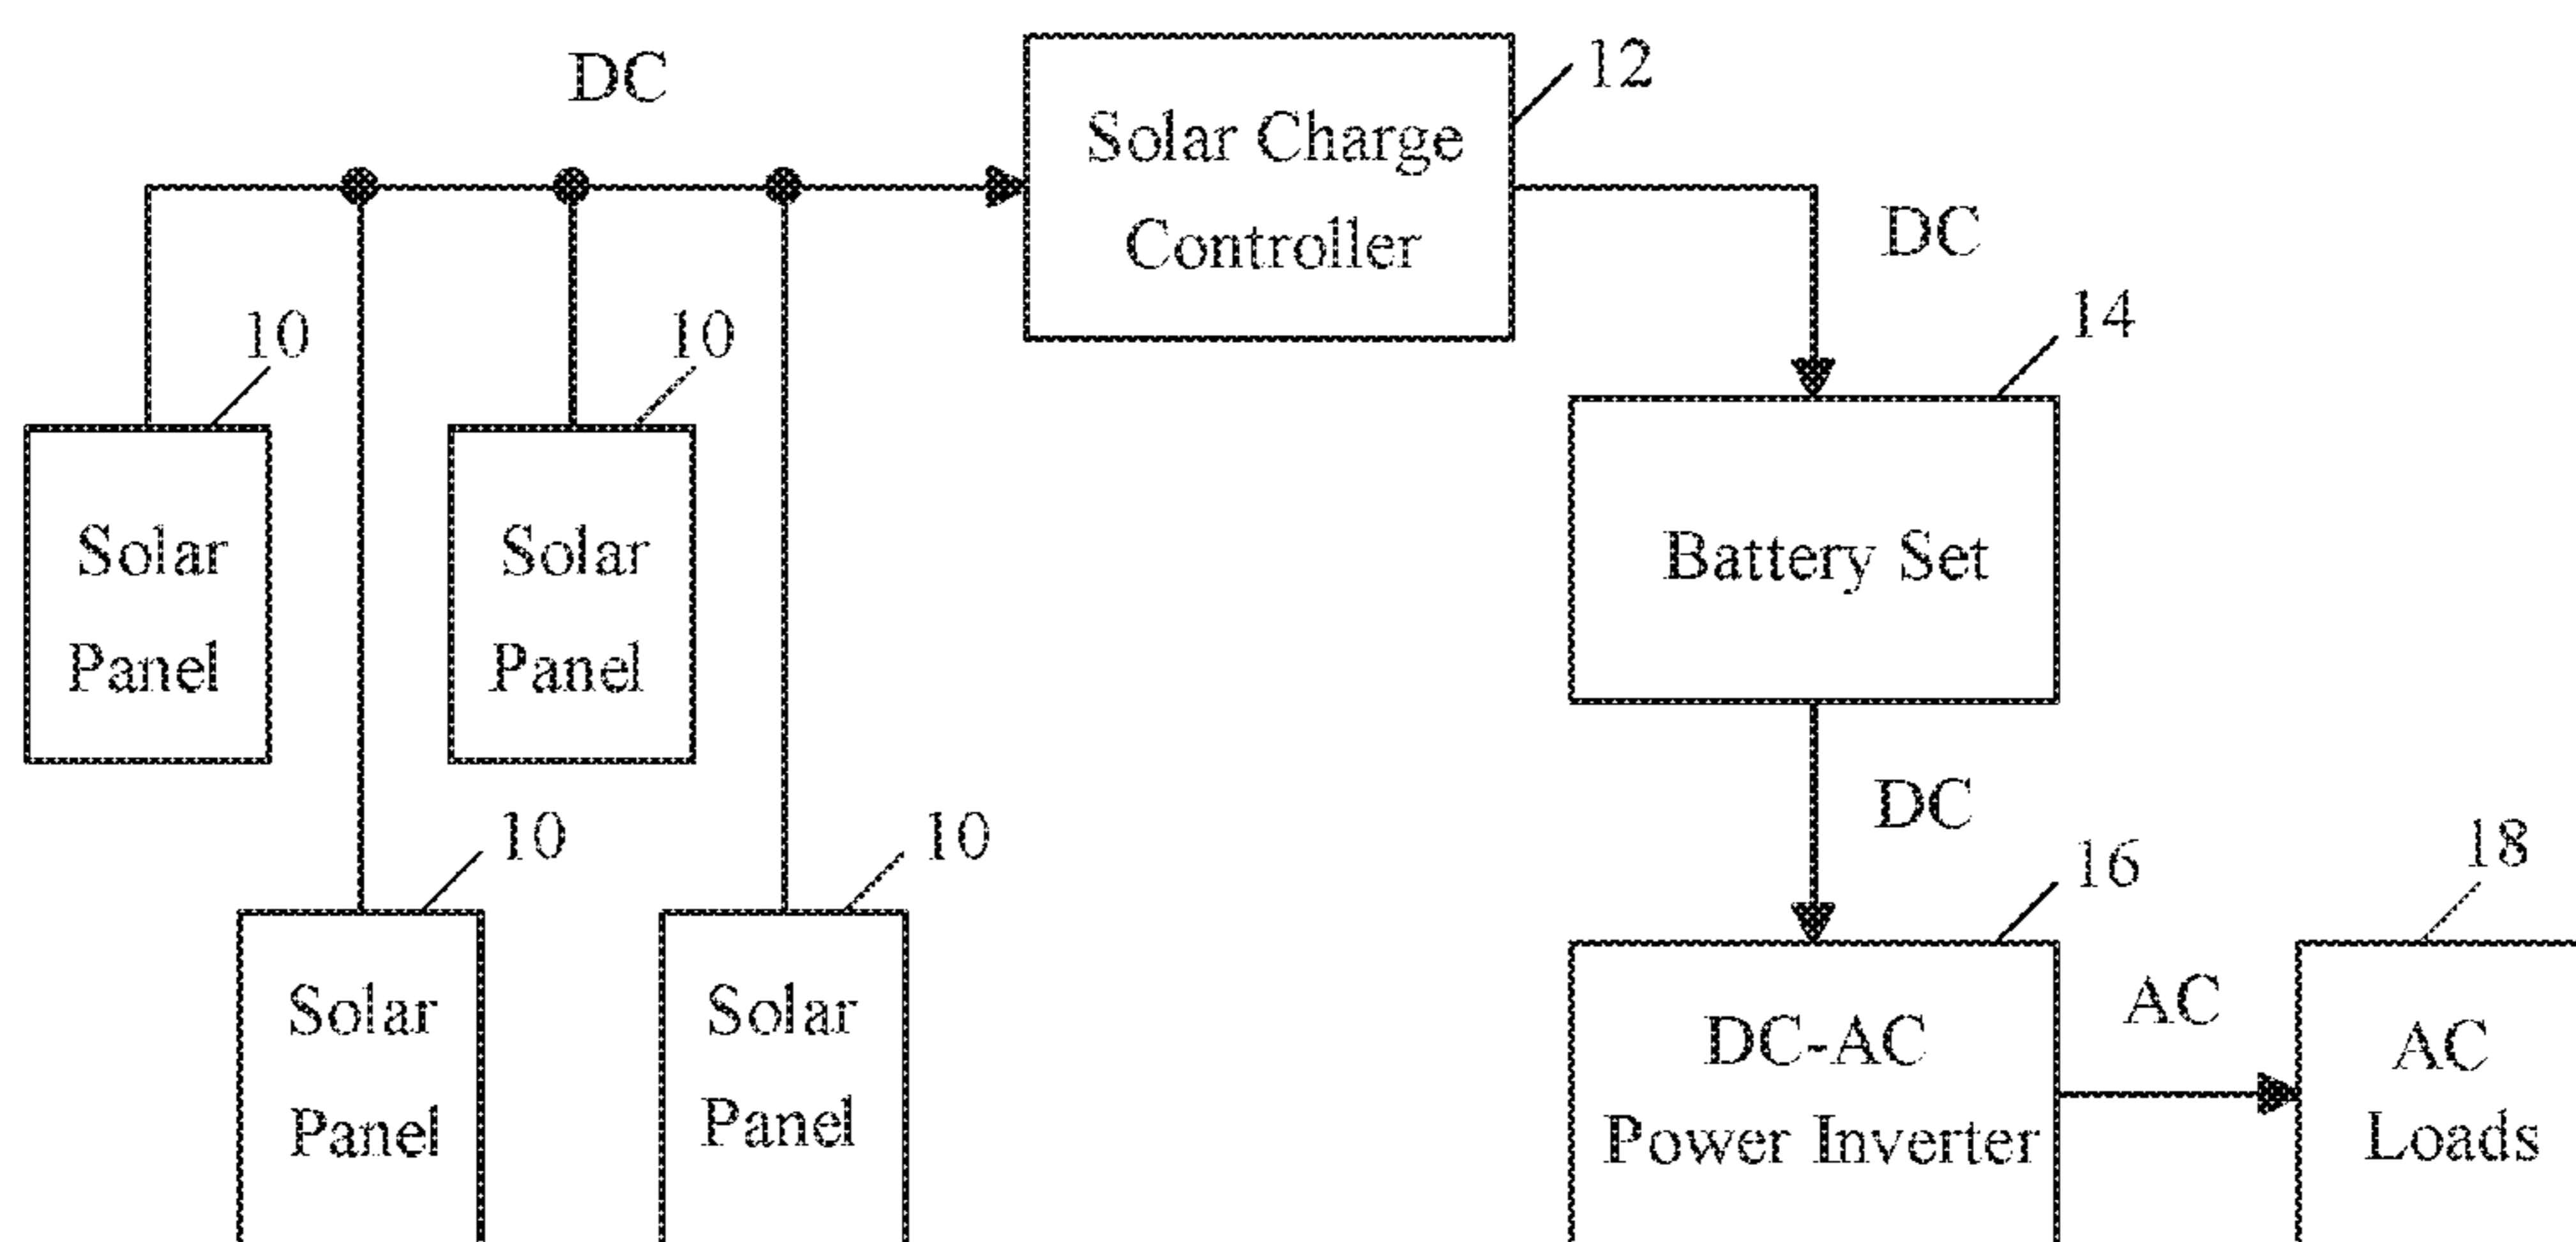 DC
12
Solar Charge
Controller
DC
10
10
14
Solar
Panel
Solar
Panel
Battery Set
DC
10
10
16
18
Solar
Panel
Solar
Panel
DC-AC
Power Inverter
AC
AC
Loads